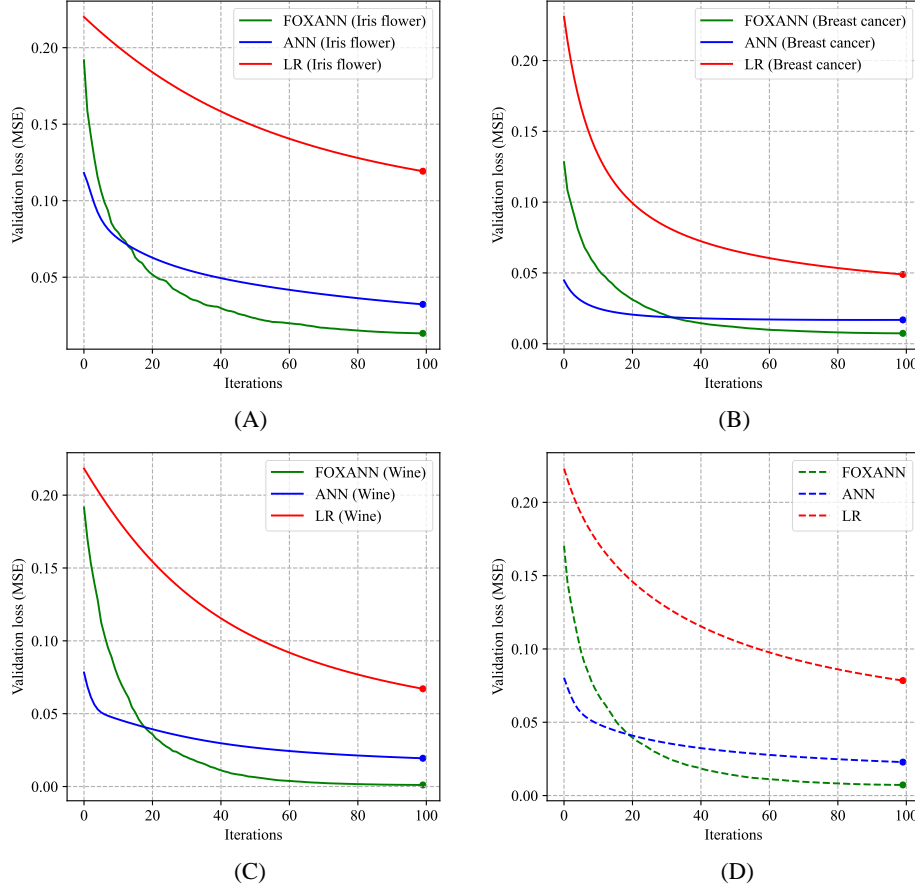 FOXANN (Iris flower)
ANN (Iris flower)
LR (Iris flower)
0.20
0.15
0.10
0.05
Validation loss (MSE)
0 20 40 60 80 100
Iterations
(A)
FOXANN (Breast cancer)
ANN (Breast cancer)
LR (Breast cancer)
0.20
0.15
0.10
0.05
0.00
Validation loss (MSE)
0 20 40 60 80 100
Iterations
(B)
FOXANN (Wine)
ANN (Wine)
LR (Wine)
0.20
0.15
0.10
0.05
0.00
Validation loss (MSE)
0 20 40 60 80 100
Iterations
(C)
FOXANN
ANN
LR
0.20
0.15
0.10
0.05
0.00
Validation loss (MSE)
0 20 40 60 80 100
Iterations
(D)